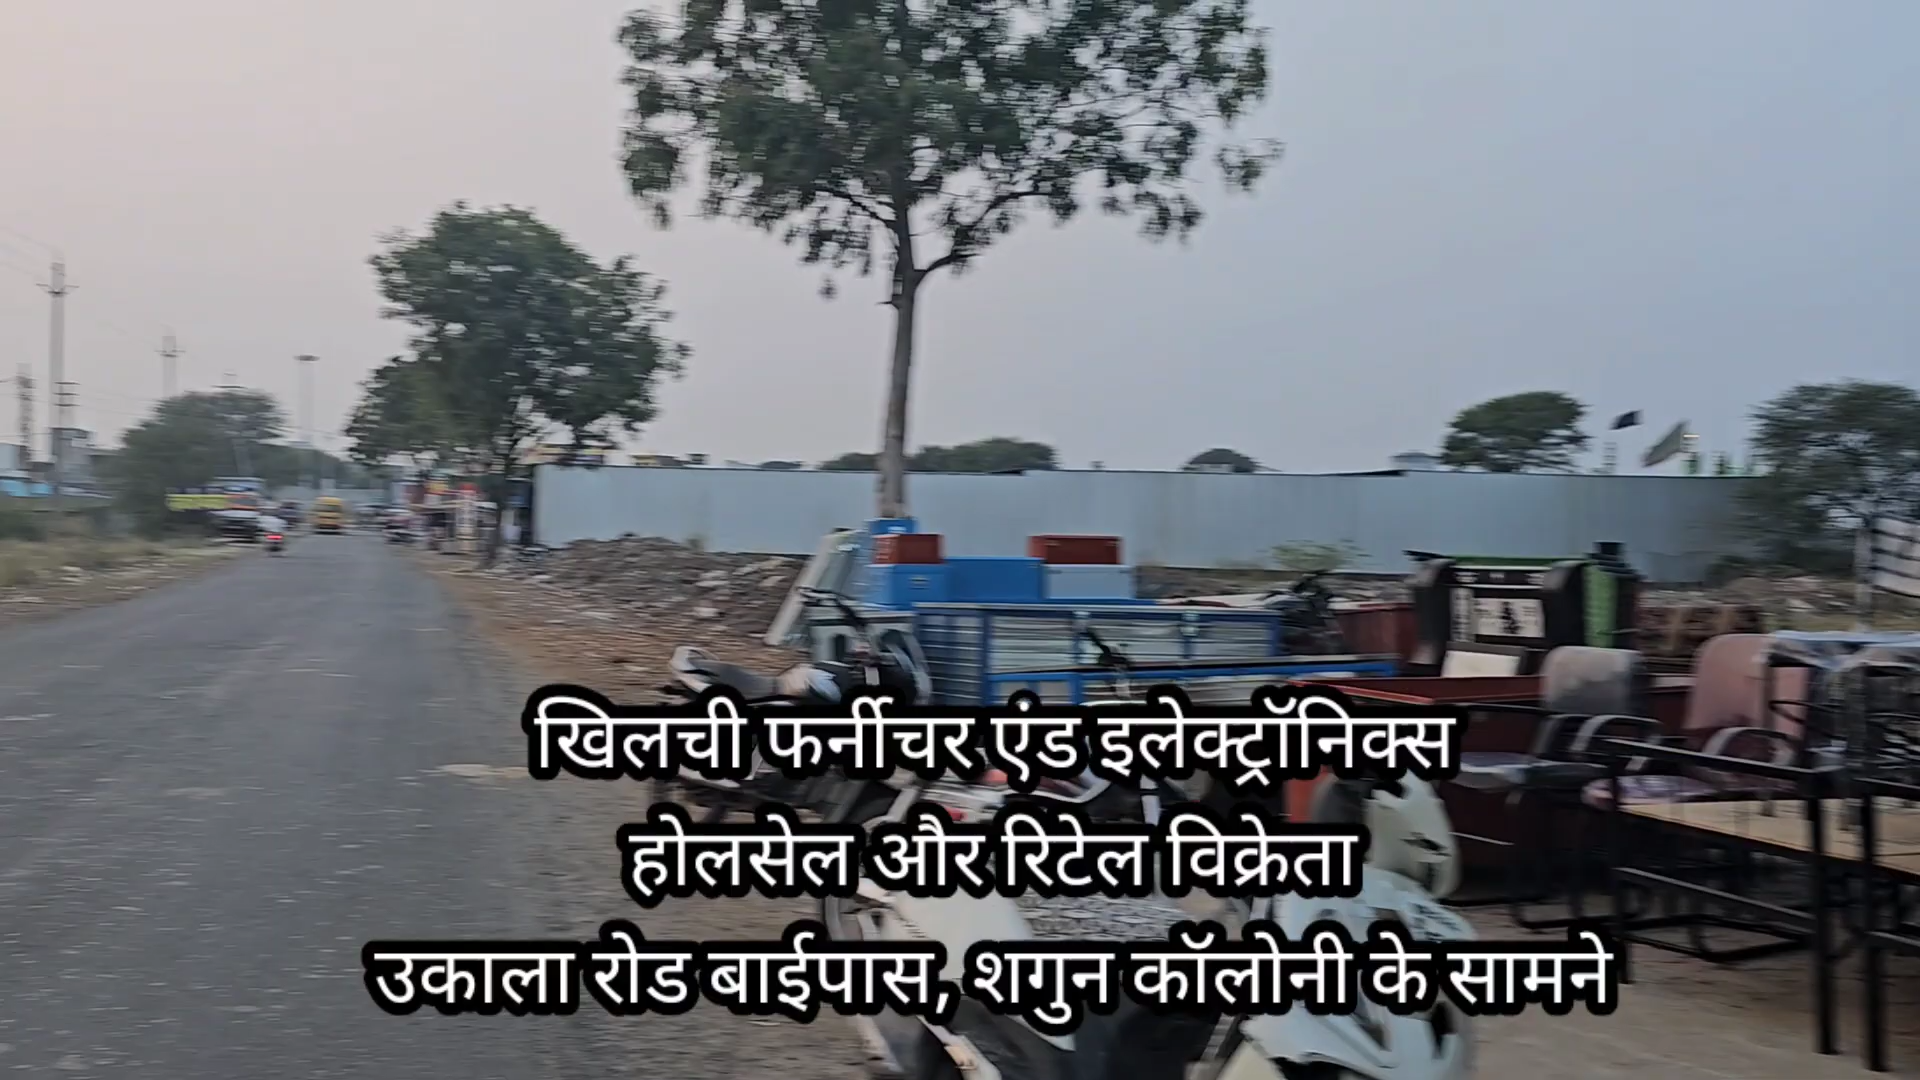 खिलची फर्नीचर एंड इलेक्ट्रॉनिक्स
होलसेल और रिटेल विक्रेता
उकाला रोड बाईपास, शगुन कॉलोनी के सामने